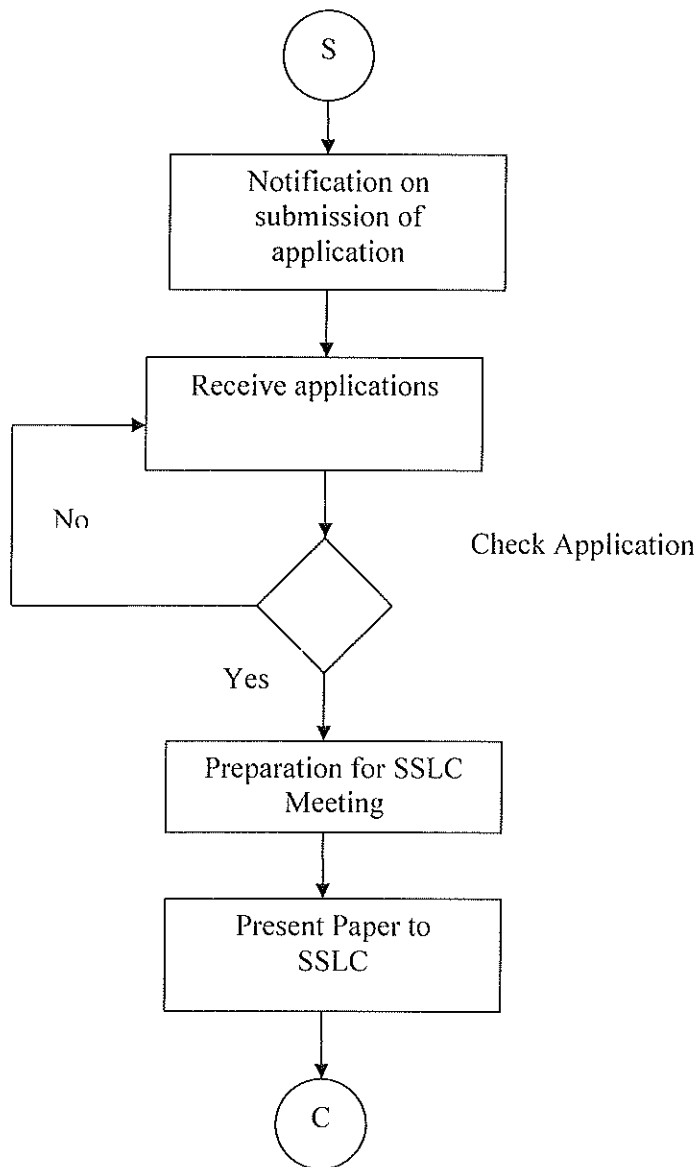 S
Notification on
submission of
application
Receive applications
No
Check Application
Yes
Preparation for SSLC
Meeting
Present Paper to
SSLC
C